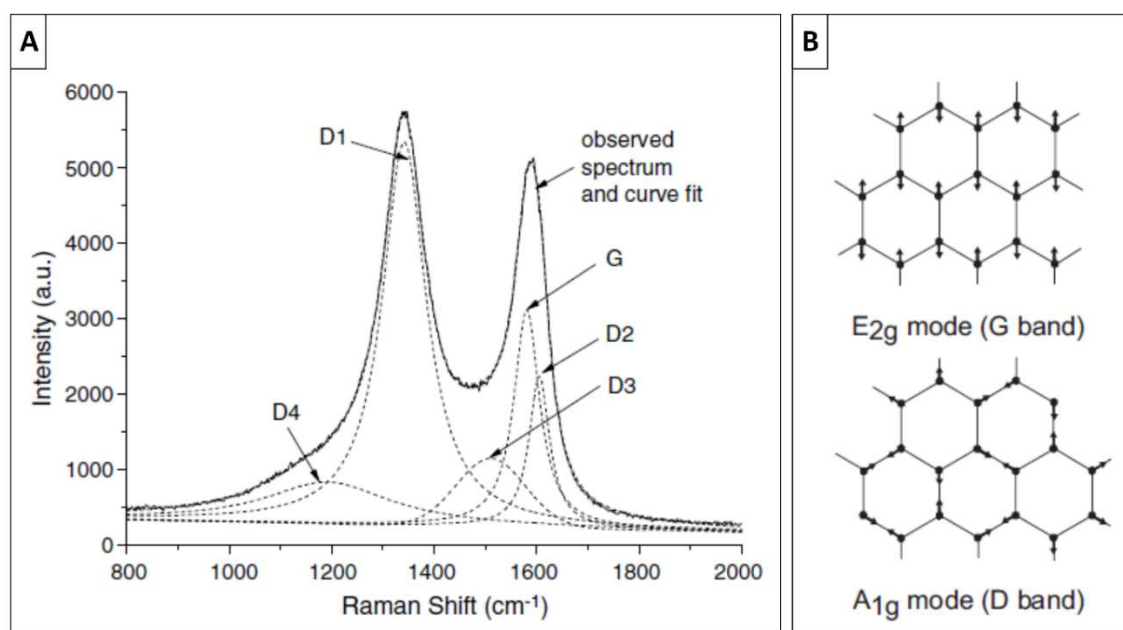 A
6000
5000
4000
3000
2000
1000
0
Intensity (a.u.)
D1
observed
spectrum
and curve fit
G
D2
D3
D4
800
1000
1200
1400
1600
1800
2000
Raman Shift (cm-1)
B
E2g mode (G band)
A1g mode (D band)